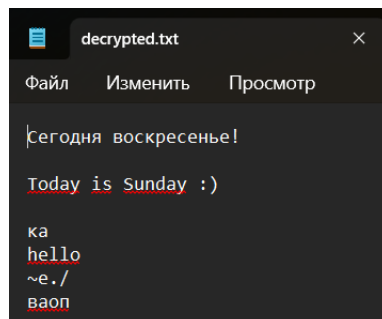 decrypted.txt
Файл Изменить Просмотр
Сегодня воскресенье!
Today is Sunday :)
ка
hello
~е./
ваоп